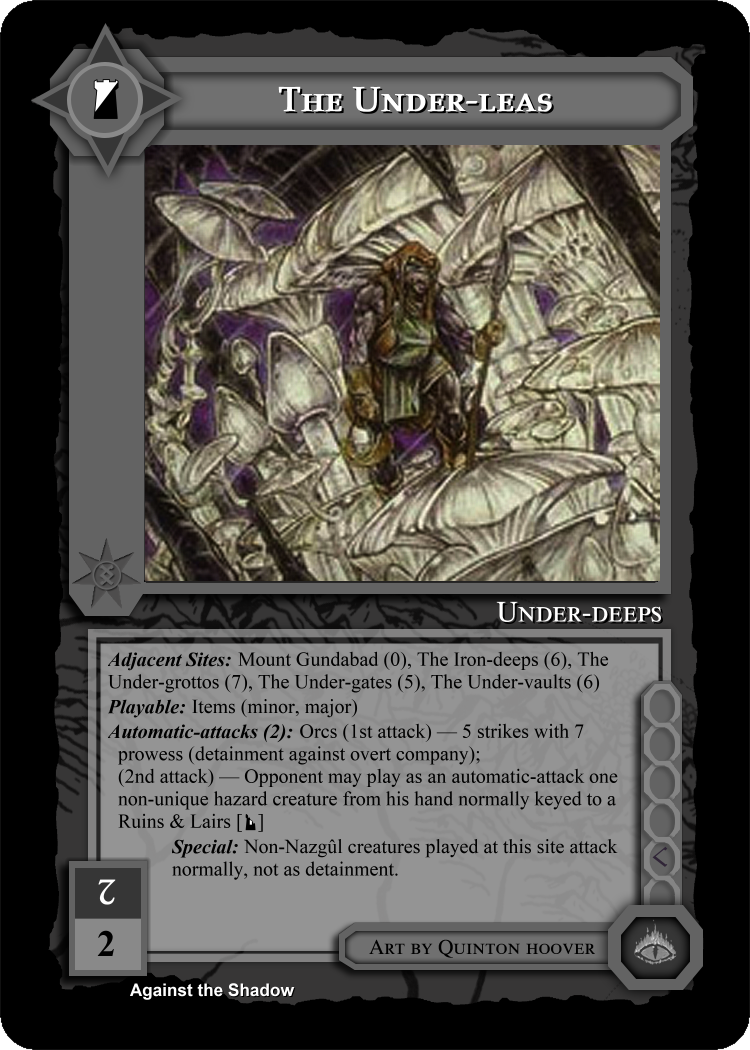 The Under-leas
Under-deeps
Adjacent Sites: Mount Gundabad (0), The Iron-deeps (6), The
Under-grottos (7), The Under-gates (5), The Under-vaults (6)
Playable: Items (minor, major)
Automatic-attacks (2): Orcs (1st attack) — 5 strikes with 7
prowess (detainment against overt company);
(2nd attack) — Opponent may play as an automatic-attack one
non-unique hazard creature from his hand normally keyed to a
Ruins & Lairs [ ]
Special: Non-Nazgûl creatures played at this site attack
normally, not as detainment.
2
2
Art by Quinton hoover
Against the Shadow